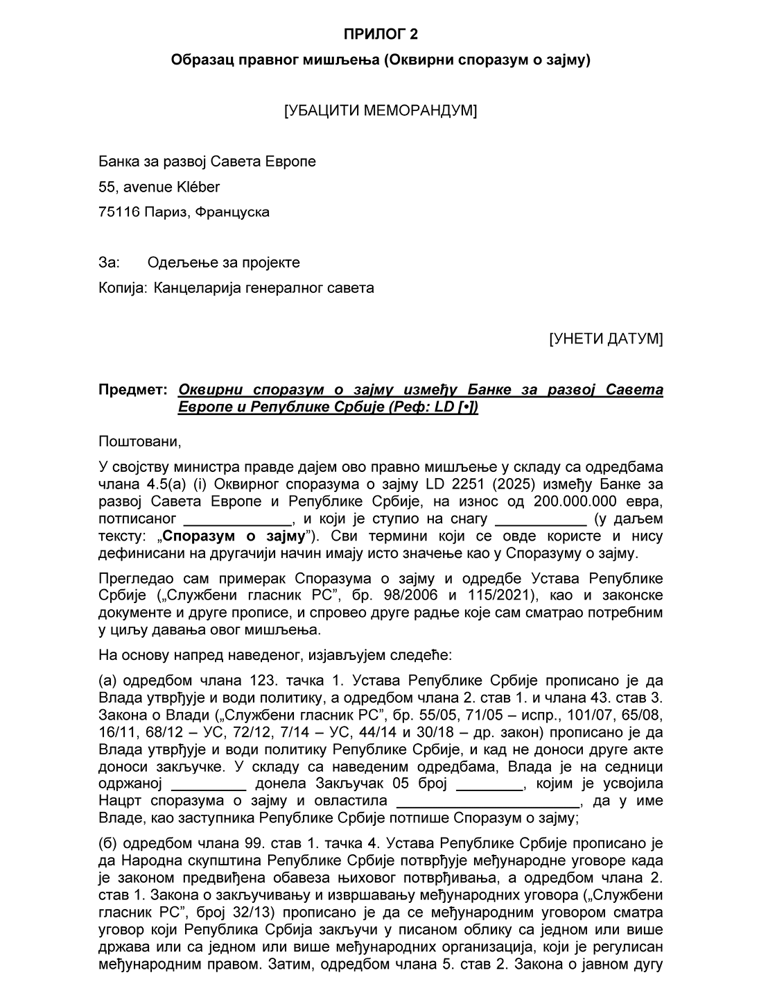 ПРИЛОГ 2
Образац правног мишљења (Оквирни споразум о зајму)
[УБАЦИТИ МЕМОРАНДУМ]
Банка за развој Савета Европе
55, avenue Kléber
75116 Париз, Француска
За: Одељење за пројекте
Копија: Канцеларија генералног савета
[УНЕТИ ДАТУМ]
Предмет: Оквирни споразум о зајму између Банке за развој Савета
Европе и Републике Србије (Реф: LD [•])
Поштовани,
У својству министра правде дајем ово правно мишљење у складу са одредбама
члана 4.5(а) (i) Оквирног споразума о зајму LD 2251 (2025) између Банке за
развој Савета Европе и Републике Србије, на износ од 200.000.000 евра,
потписаног _____________, и који је ступио на снагу ___________ (у даљем
тексту: „Споразум о зајму”). Сви термини који се овде користе и нису
дефинисани на другачији начин имају исто значење као у Споразуму о зајму.
Прегледао сам примерак Споразума о зајму и одредбе Устава Републике
Србије („Службени гласник РС”, бр. 98/2006 и 115/2021), као и законске
документе и друге прописе, и спровео друге радње које сам сматрао потребним
у циљу давања овог мишљења.
На основу напред наведеног, изјављујем следеће:
(а) одредбом члана 123. тачка 1. Устава Републике Србије прописано је да
Влада утврђује и води политику, а одредбом члана 2. став 1. и члана 43. став 3.
Закона о Влади („Службени гласник РС”, бр. 55/05, 71/05 – испр., 101/07, 65/08,
16/11, 68/12 – УС, 72/12, 7/14 – УС, 44/14 и 30/18 – др. закон) прописано је да
Влада утврђује и води политику Републике Србије, и кад не доноси друге акте
доноси закључке. У складу са наведеним одредбама, Влада је на седници
одржаној _________ донела Закључак 05 број ________, којим је усвојила
Нацрт споразума о зајму и овластила ______________________, да у име
Владе, као заступника Републике Србије потпише Споразум о зајму;
(б) одредбом члана 99. став 1. тачка 4. Устава Републике Србије прописано је
да Народна скупштина Републике Србије потврђује међународне уговоре када
је законом предвиђена обавеза њиховог потврђивања, а одредбом члана 2.
став 1. Закона о закључивању и извршавању међународних уговора („Службени
гласник РС”, број 32/13) прописано је да се међународним уговором сматра
уговор који Република Србија закључи у писаном облику са једном или више
држава или са једном или више међународних организација, који је регулисан
међународним правом. Затим, одредбом члана 5. став 2. Закона о јавном дугу